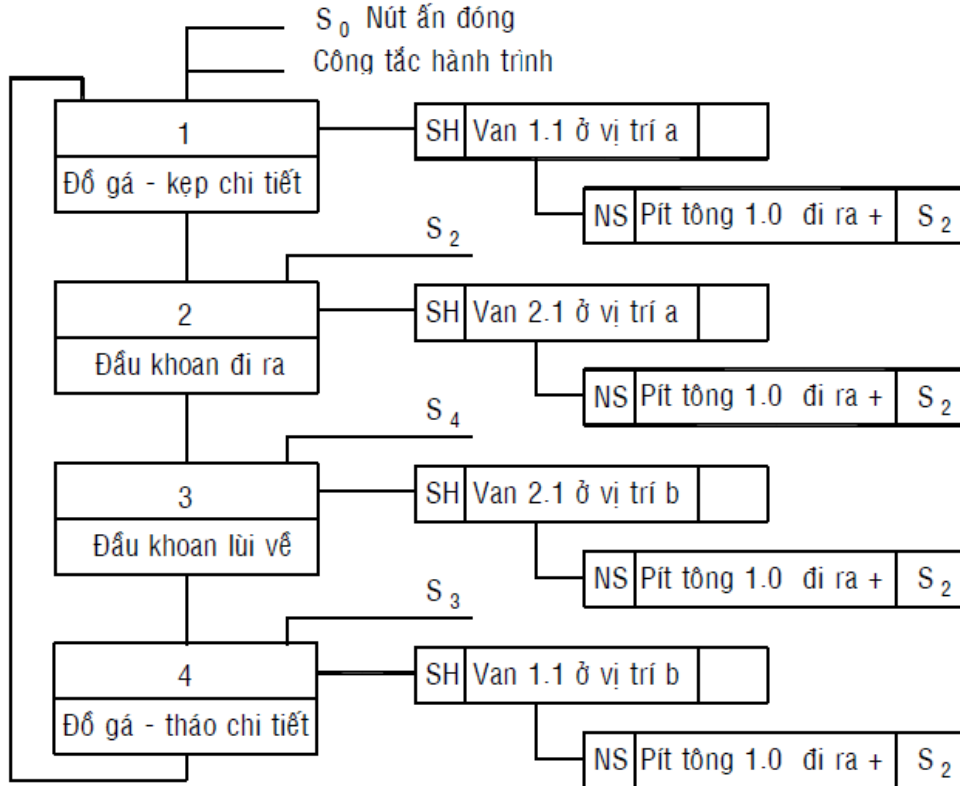 S0 Nút ấn đóng
Công tắc hành trình
1
Đồ gá - kẹp chi tiết
SH Van 1.1 ở vị trí a
NS Pít tông 1.0 đi ra + S2
S2
2
Đầu khoan đi ra
SH Van 2.1 ở vị trí a
NS Pít tông 1.0 đi ra + S2
S4
3
Đầu khoan lùi về
SH Van 2.1 ở vị trí b
NS Pít tông 1.0 đi ra + S2
S3
4
Đồ gá - tháo chi tiết
SH Van 1.1 ở vị trí b
NS Pít tông 1.0 đi ra + S2